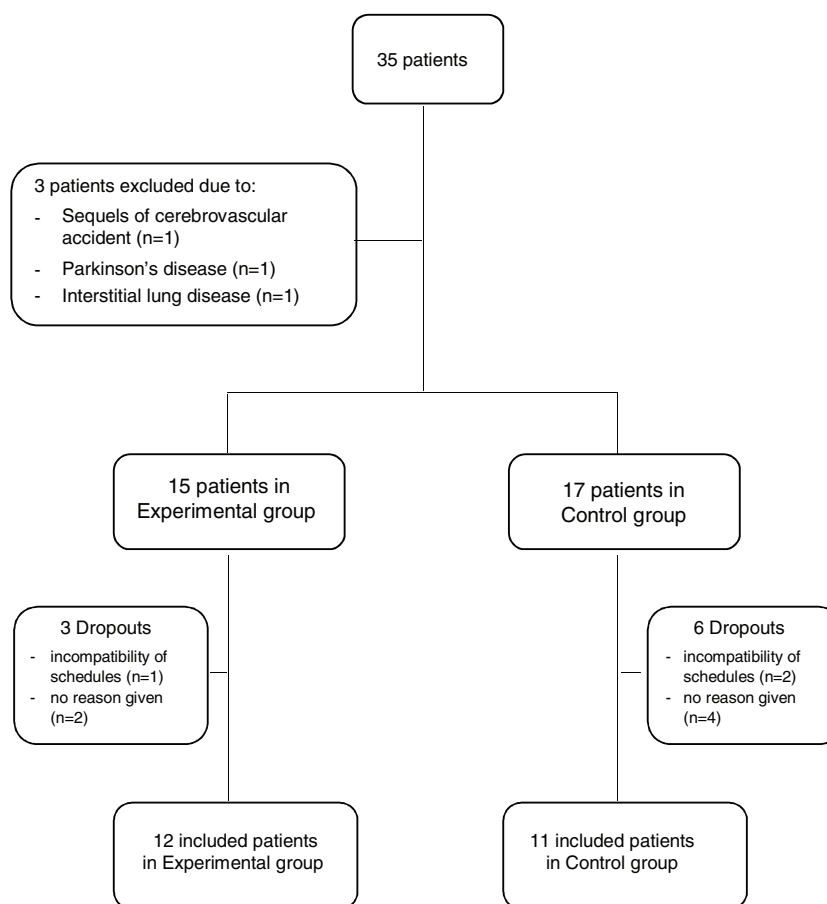 35 patients
3 patients excluded due to:
- Sequels of cerebrovascular
accident (n=1)
- Parkinson's disease (n=1)
- Interstitial lung disease (n=1)
15 patients in
Experimental group
17 patients in
Control group
3 Dropouts
- incompatibility of
schedules (n=1)
- no reason given
(n=2)
6 Dropouts
- incompatibility of
schedules (n=2)
- no reason given
(n=4)
12 included patients
in Experimental group
11 included patients
in Control group